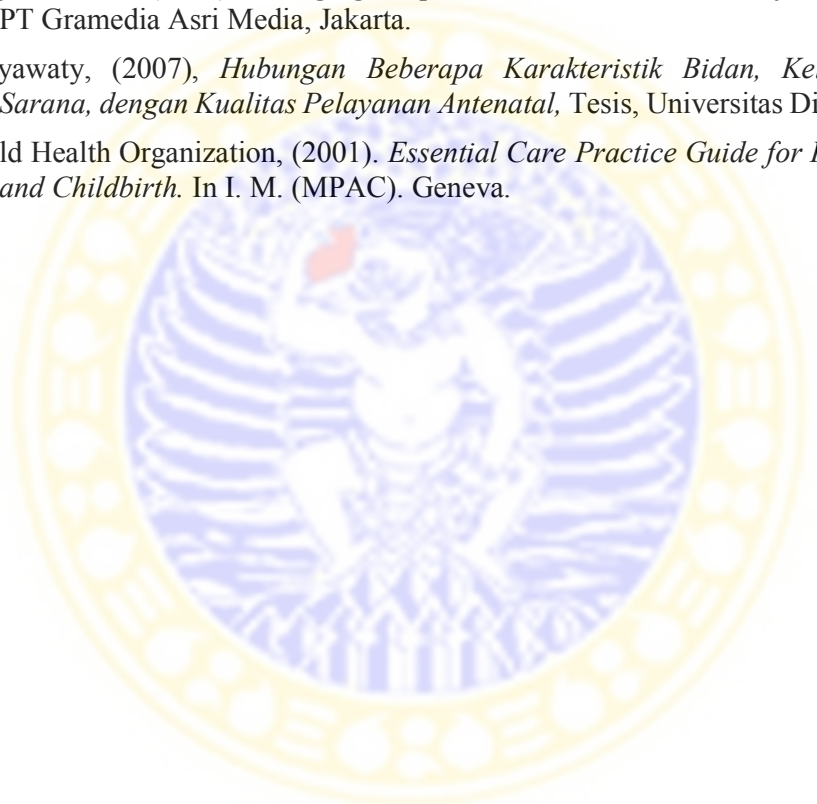 PT Gramedia Asri Media, Jakarta.
yawaty, (2007), Hubungan Beberapa Karakteristik Bidan, Ke
Sarana, dengan Kualitas Pelayanan Antenatal, Tesis, Universitas Di
ld Health Organization, (2001). Essential Care Practice Guide for
and Childbirth. In I. M. (MPAC). Geneva.